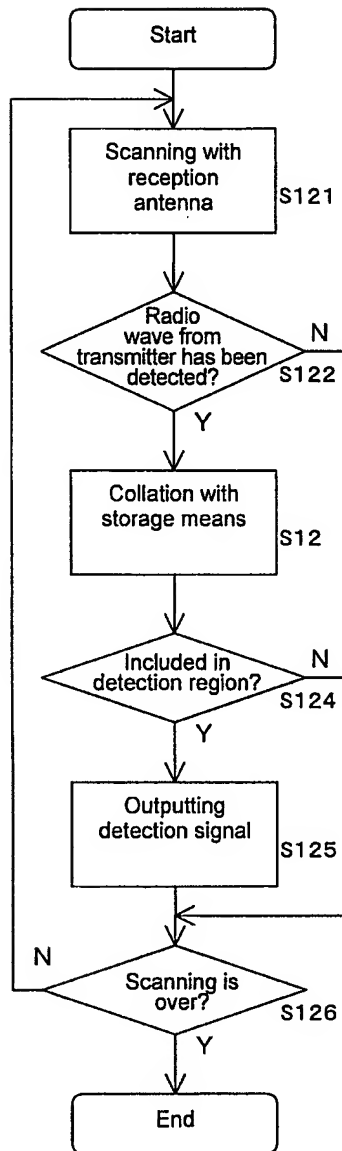 Start
Scanning with
reception
antenna
S121
Radio
wave from
transmitter has been
detected?
N
S122
Y
Collation with
storage means
S12
Included in
detection region?
N
S124
Y
Outputting
detection signal
S125
N
Scanning is
over?
S126
Y
End